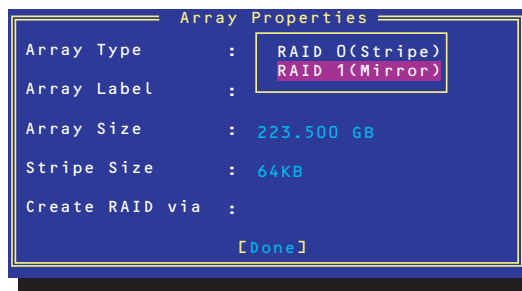 Array Properties
Array Type : RAID 0(Stripe)
RAID 1(Mirror)
Array Label :
Array Size : 223.500 GB
Stripe Size : 64KB
Create RAID via :
[Done]